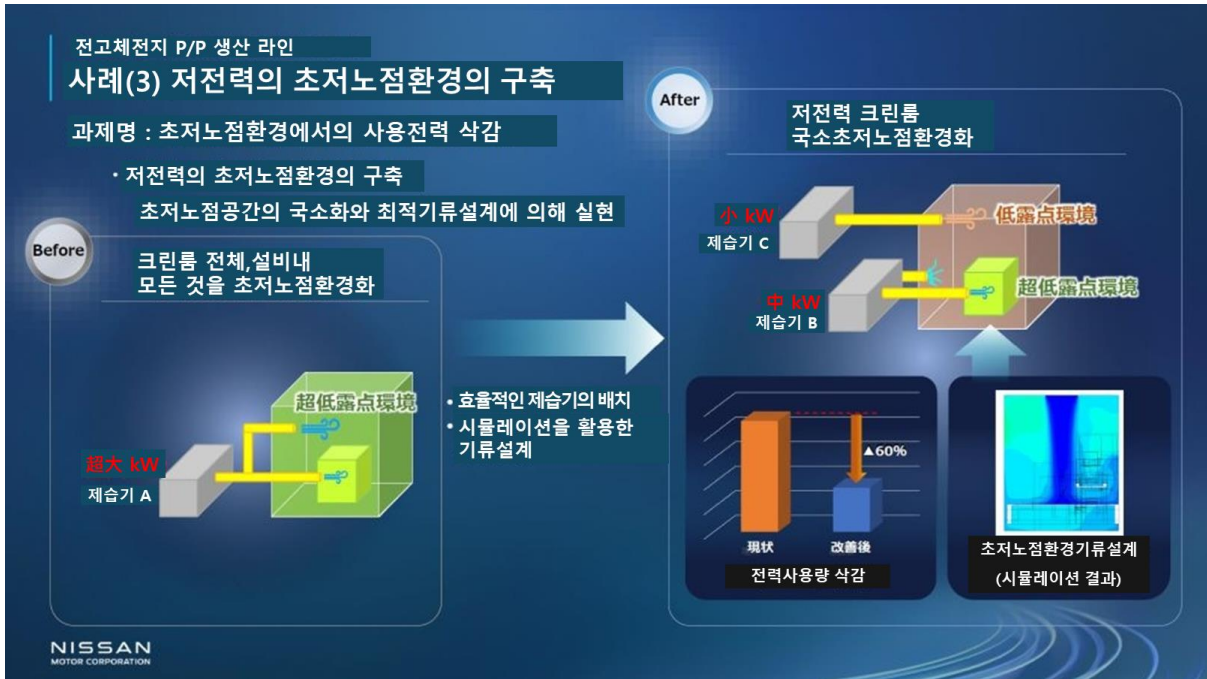 전고체전지 P/P 생산 라인
사례(3) 저전력의 초저노점환경의 구축
과제명 : 초저노점환경에서의 사용전력 삭감
· 저전력의 초저노점환경의 구축
초저노점공간의 국소화와 최적기류설계에 의해 실현
Before
크린룸 전체,설비내
모든 것을 초저노점환경화
超低露点環境
超大 kW
제습기 A
• 효율적인 제습기의 배치
• 시뮬레이션을 활용한
기류설계
After
저전력 크린룸
국소초저노점환경화
小 kW
제습기 C
低露点環境
中 kW
제습기 B
超低露点環境
▲60%
現状
改善後
전력사용량 삭감
초저노점환경기류설계
(시뮬레이션 결과)
NISSAN
MOTOR CORPORATION